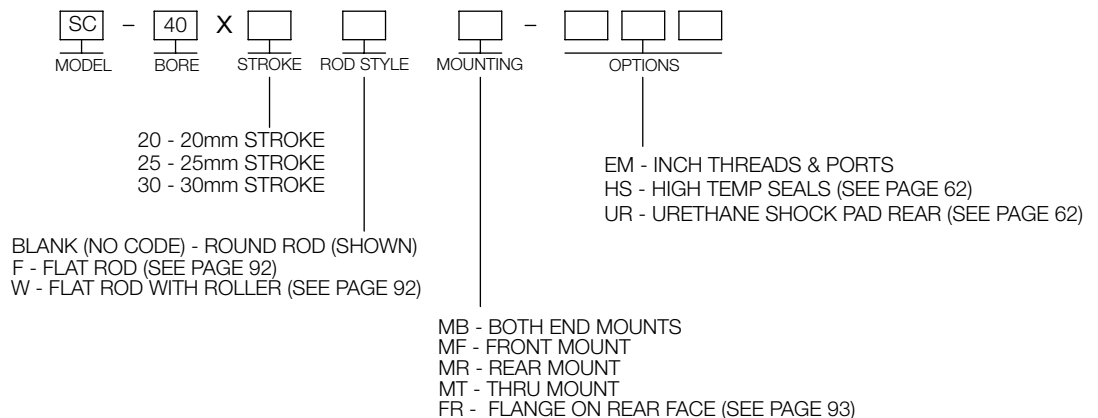 SC - 40 X -
MODEL BORE STROKE ROD STYLE MOUNTING OPTIONS
20 - 20mm STROKE
25 - 25mm STROKE
30 - 30mm STROKE
EM - INCH THREADS & PORTS
HS - HIGH TEMP SEALS (SEE PAGE 62)
UR - URETHANE SHOCK PAD REAR (SEE PAGE 62)
BLANK (NO CODE) - ROUND ROD (SHOWN)
F - FLAT ROD (SEE PAGE 92)
W - FLAT ROD WITH ROLLER (SEE PAGE 92)
MB - BOTH END MOUNTS
MF - FRONT MOUNT
MR - REAR MOUNT
MT - THRU MOUNT
FR - FLANGE ON REAR FACE (SEE PAGE 93)